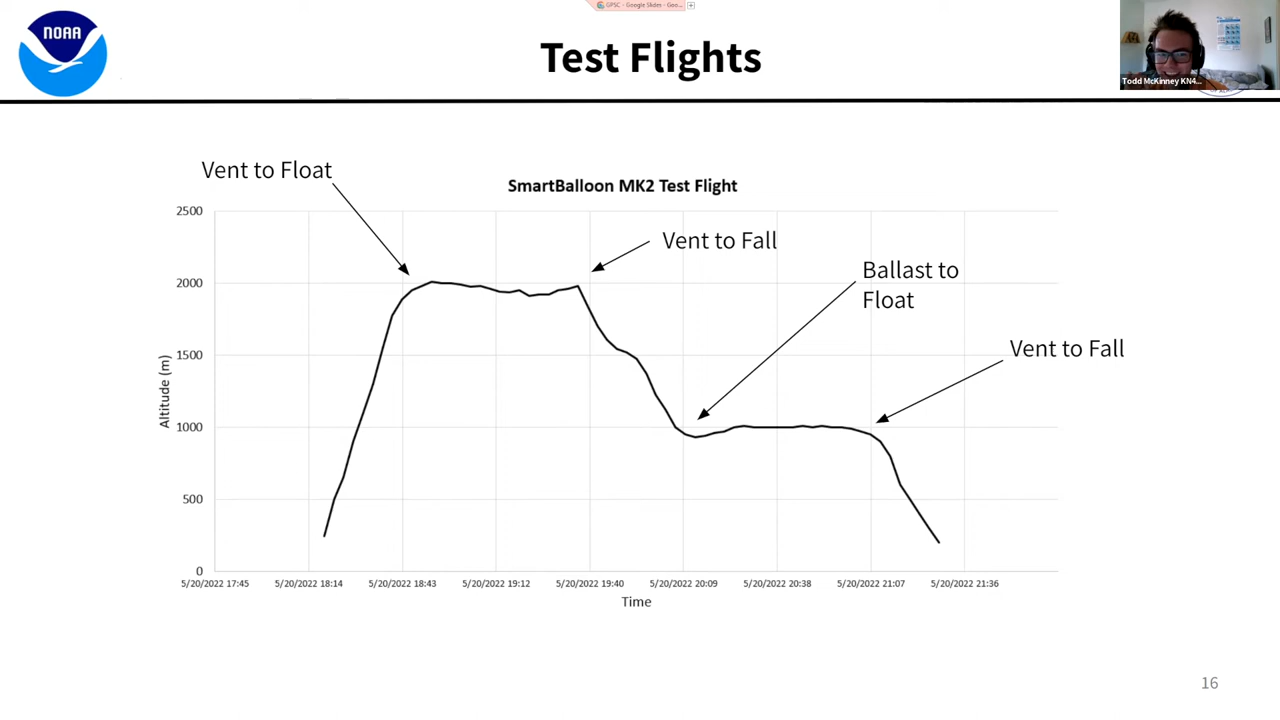 GPSC - Google Slides - Goo...
NOAA
Test Flights
Todd McKinney KN4...
Vent to Float
SmartBalloon MK2 Test Flight
Vent to Fall
Ballast to
Float
Vent to Fall
2500
2000
1500
1000
500
0
Altitude (m)
5/20/2022 17:45 5/20/2022 18:14 5/20/2022 18:43 5/20/2022 19:12 5/20/2022 19:40 5/20/2022 20:09 5/20/2022 20:38 5/20/2022 21:07 5/20/2022 21:36
Time
16